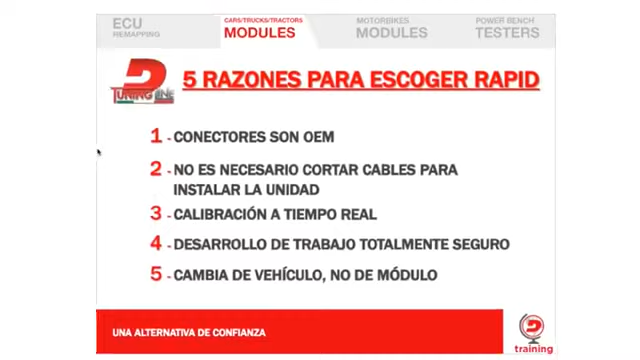 ECU
REMAPPING
CARS/TRUCKS/TRACTORS
MODULES
MOTORBIKES
MODULES
POWER BENCH
TESTERS
TUNING LINE
5 RAZONES PARA ESCOGER RAPID
1 - CONECTORES SON OEM
2 - NO ES NECESARIO CORTAR CABLES PARA
INSTALAR LA UNIDAD
3 - CALIBRACIÓN A TIEMPO REAL
4 - DESARROLLO DE TRABAJO TOTALMENTE SEGURO
5 - CAMBIA DE VEHÍCULO, NO DE MÓDULO
UNA ALTERNATIVA DE CONFIANZA
training